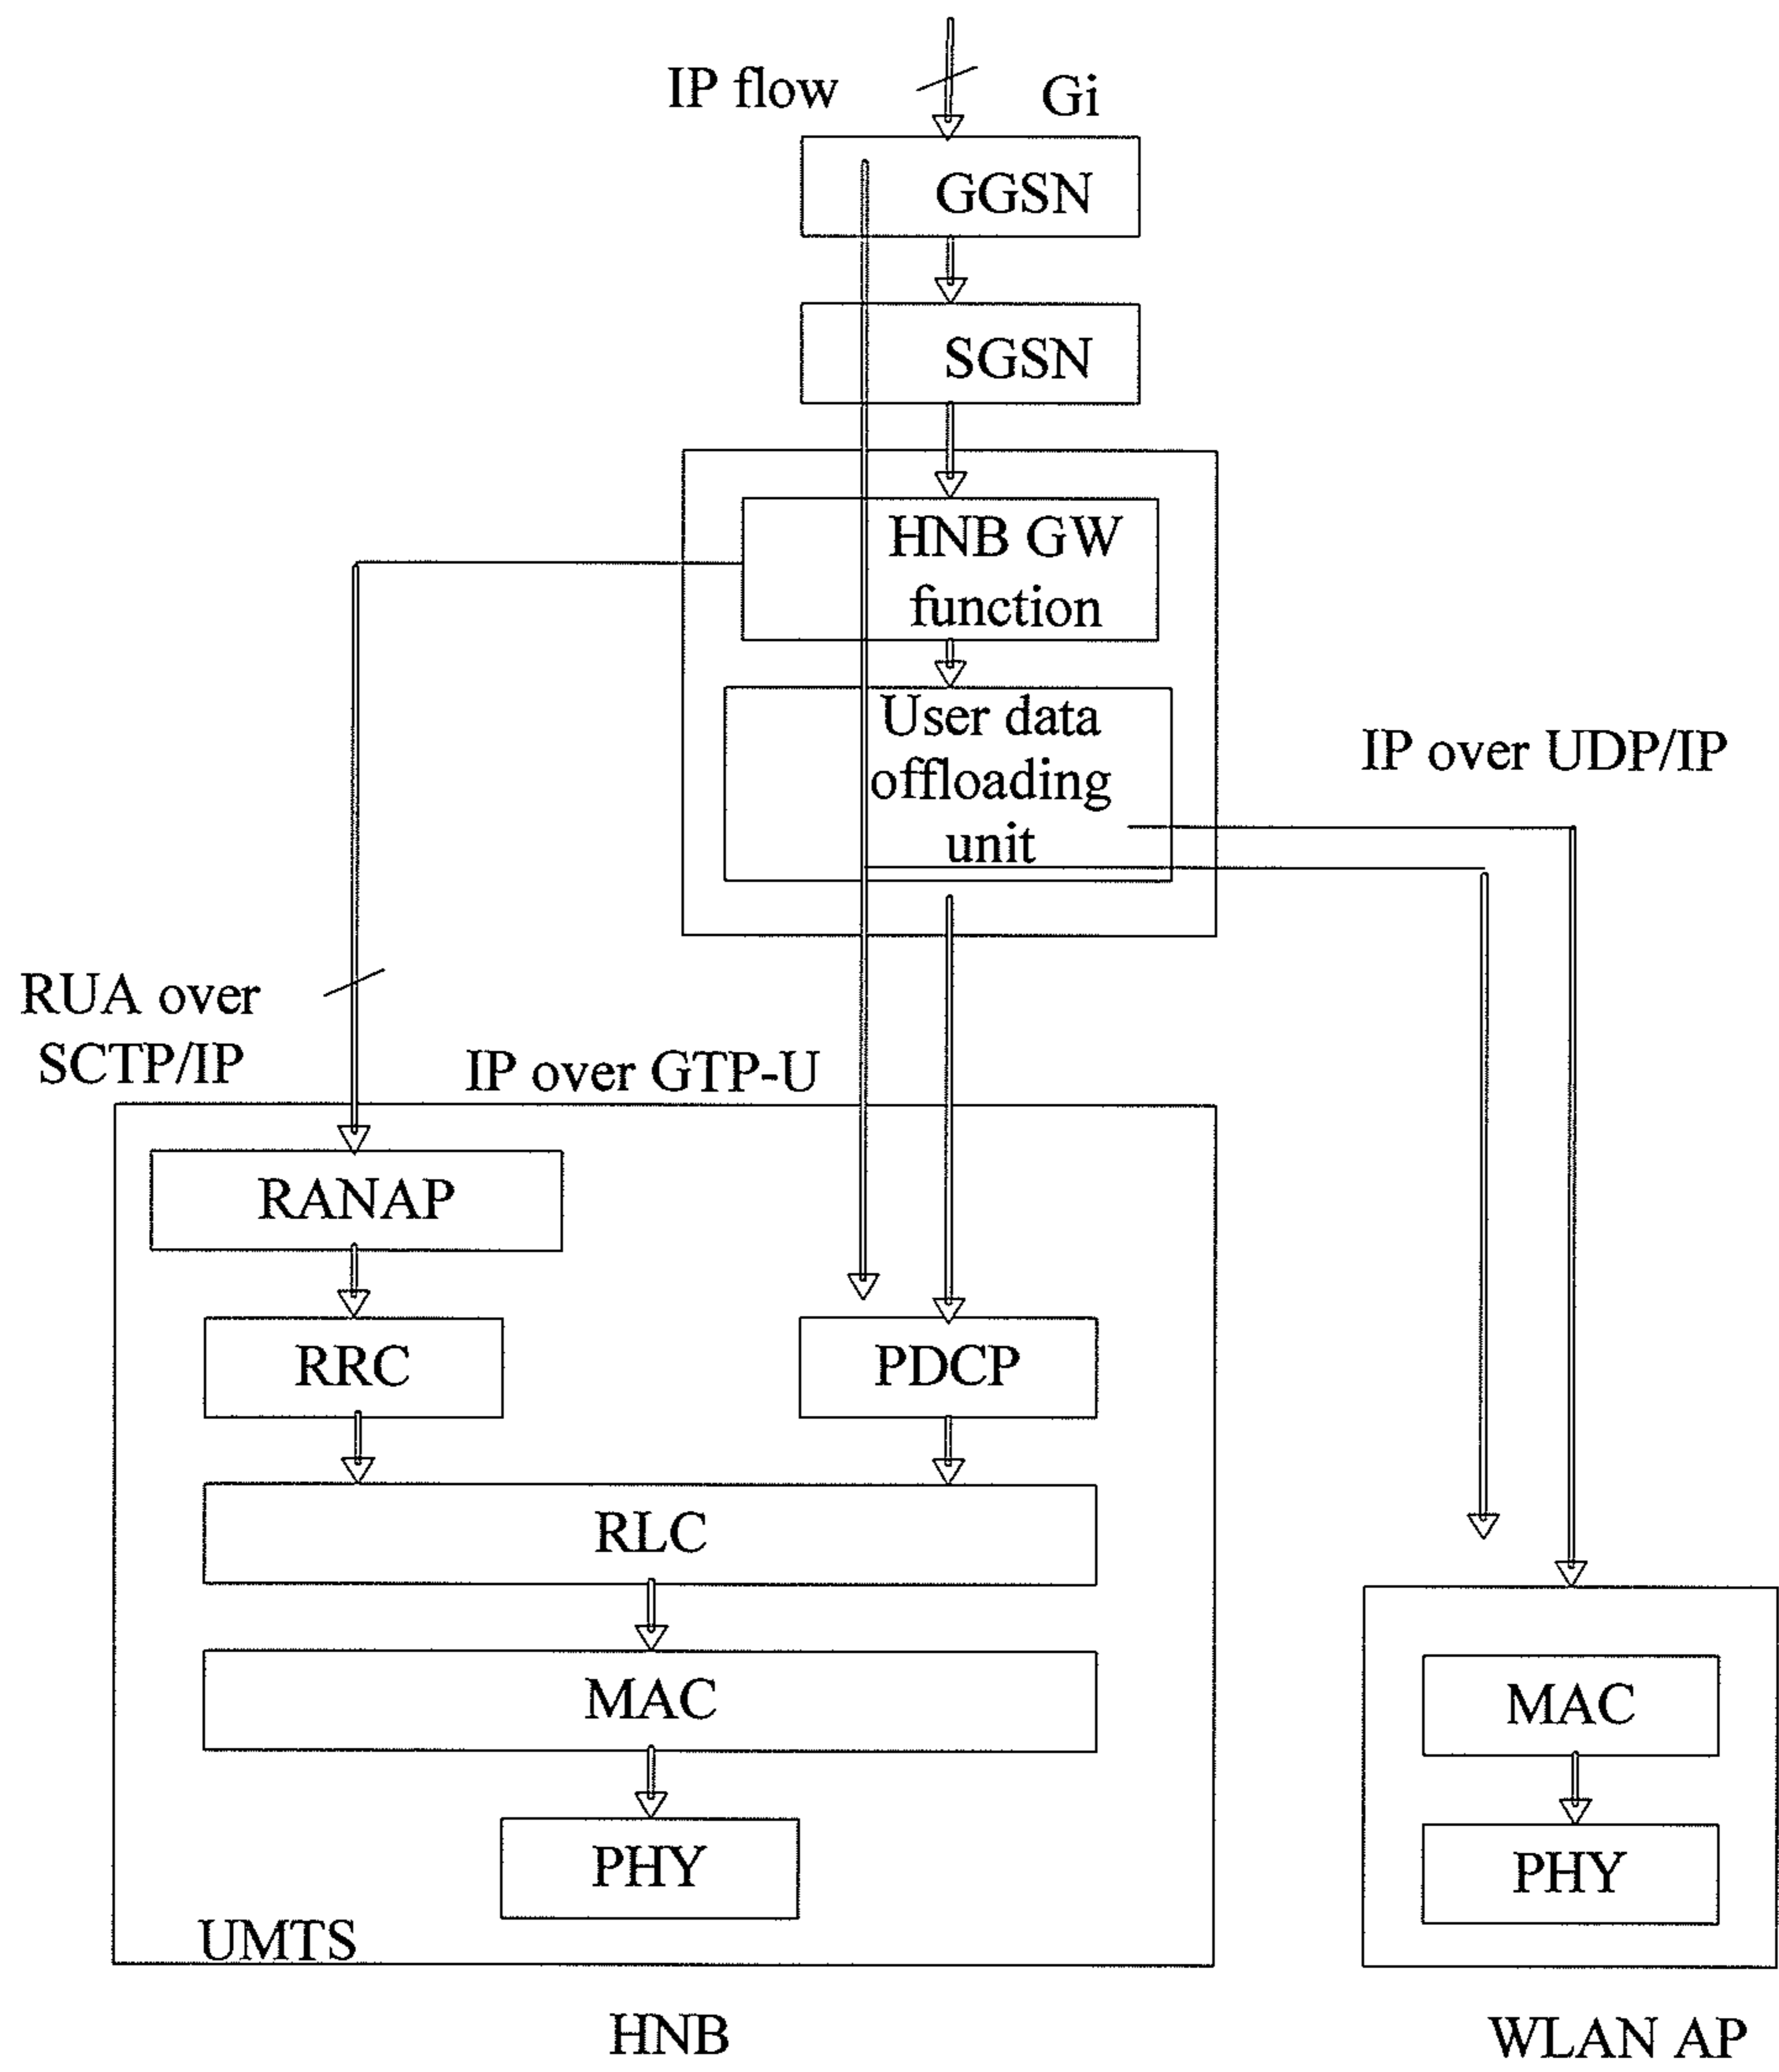 IP flow
Gi
GGSN
SGSN
HNB GW
function
User data
offloading
unit
IP over UDP/IP
RUA over
SCTP/IP
IP over GTP-U
RANAP
RRC
PDCP
RLC
MAC
PHY
UMTS
HNB
MAC
PHY
WLAN AP